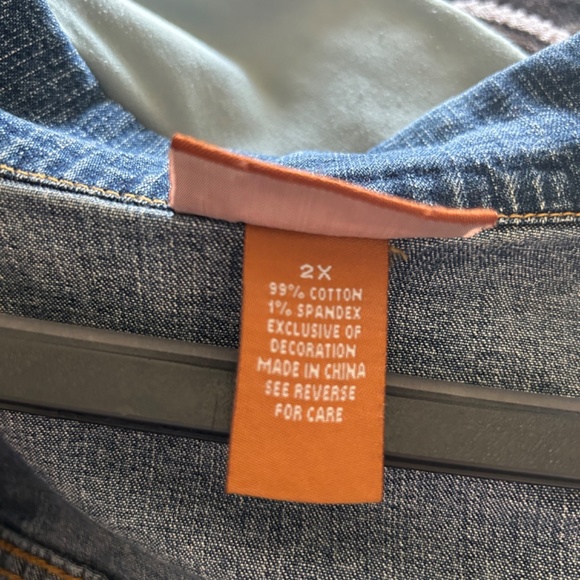 2X
99% COTTON
1% SPANDEX
EXCLUSIVE OF
DECORATION
MADE IN CHINA
SEE REVERSE
FOR CARE